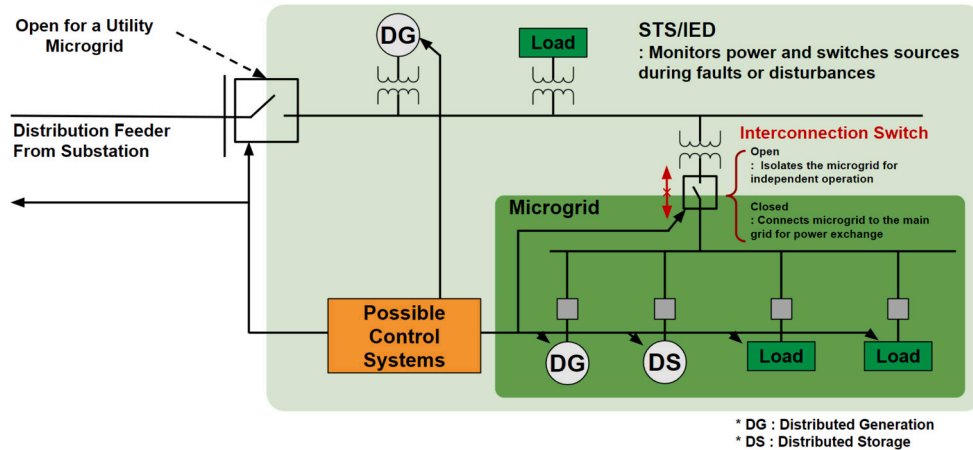 Open for a Utility
Microgrid
DG
Load
STS/IED
: Monitors power and switches sources
during faults or disturbances
Distribution Feeder
From Substation
Interconnection Switch
Open
: Isolates the microgrid for
independent operation
Closed
: Connects microgrid to the main
grid for power exchange
Microgrid
Possible
Control
Systems
DG
DS
Load
Load
* DG : Distributed Generation
* DS : Distributed Storage